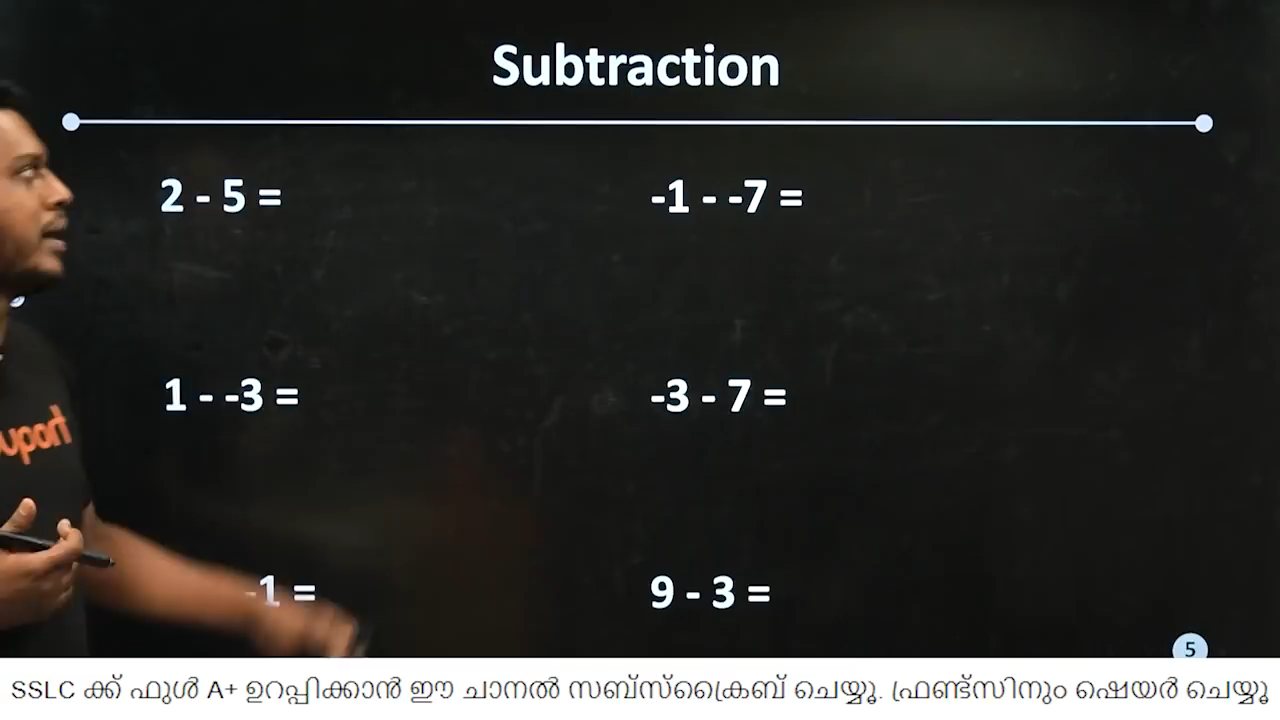 Subtraction
2 - 5 =
-1 - -7 =
1 - -3 =
-3 - 7 =
-1 =
9 - 3 =
5
SSLC ക്ക് ഫുൾ A+ ഉറപ്പിക്കാൻ ഈ ചാനൽ സബ്സ്ക്രൈബ് ചെയ്യൂ. ഫ്രണ്ട്സിനും ഷെയർ ചെയ്യൂ